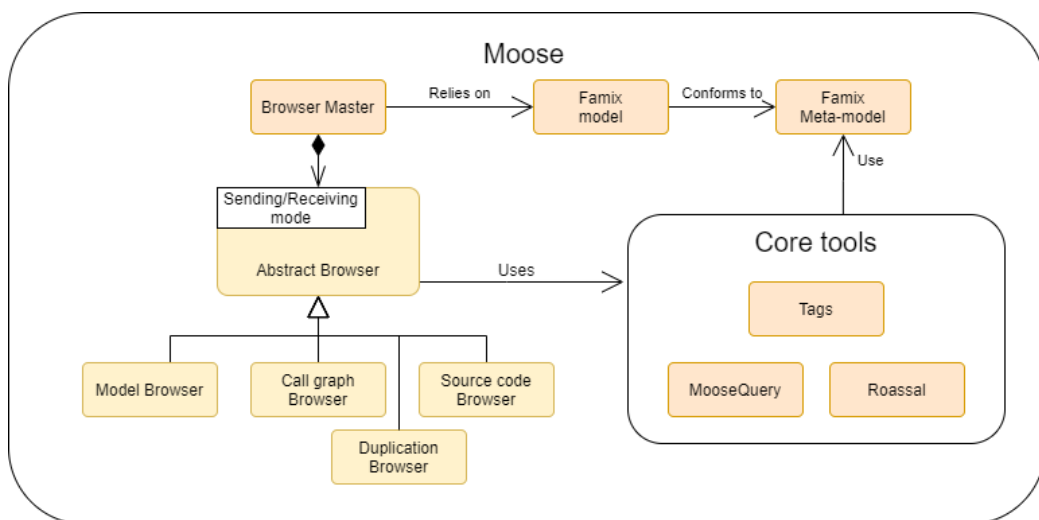 Moose
Browser Master
Relies on
Famix
model
Conforms to
Famix
Meta-model
Use
Sending/Receiving
mode
Abstract Browser
Uses
Core tools
Tags
MooseQuery
Roassal
Model Browser
Call graph
Browser
Source code
Browser
Duplication
Browser